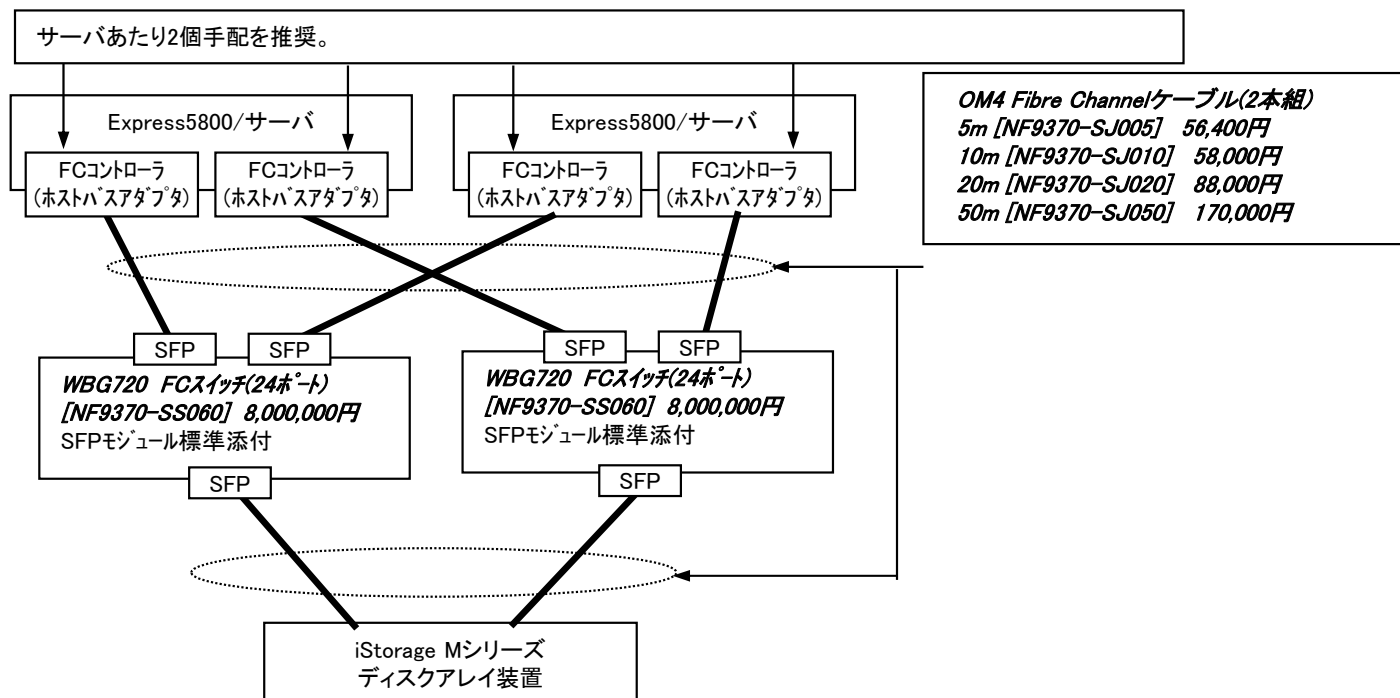 サーバあたり2個手配を推奨。
Express5800/サーバ
Express5800/サーバ
OM4 Fibre Channelケーブル(2本組)
5m [NF9370-SJ005] 56,400円
10m [NF9370-SJ010] 58,000円
20m [NF9370-SJ020] 88,000円
50m [NF9370-SJ050] 170,000円
FCコントローラ
(ホストバスアダプタ)
FCコントローラ
(ホストバスアダプタ)
FCコントローラ
(ホストバスアダプタ)
FCコントローラ
(ホストバスアダプタ)
SFP
SFP
SFP
SFP
WBG720 FCスイッチ(24ポート)
[NF9370-SS060] 8,000,000円
SFPモジュール標準添付
WBG720 FCスイッチ(24ポート)
[NF9370-SS060] 8,000,000円
SFPモジュール標準添付
SFP
SFP
iStorage Mシリーズ
ディスクアレイ装置